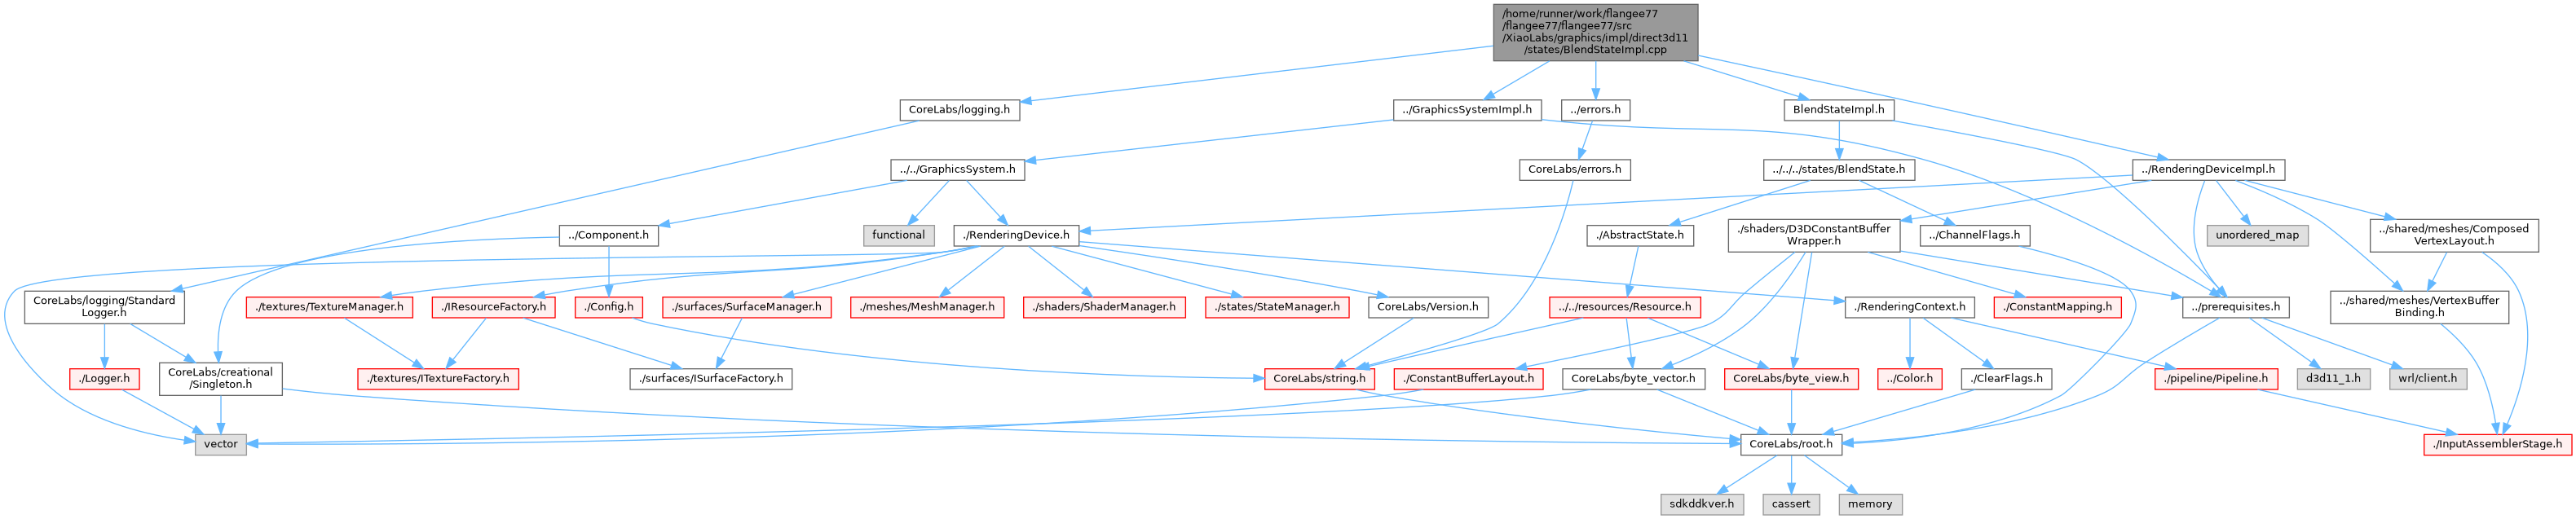 /home/runner/work/flangee77
/flangee77/flangee77/src
/XiaoLabs/graphics/impl/direct3d11
/states/BlendStateImpl.cpp
CoreLabs/logging.h
../GraphicsSystemImpl.h
../errors.h
BlendStateImpl.h
../../GraphicsSystem.h
CoreLabs/errors.h
../../../states/BlendState.h
../RenderingDeviceImpl.h
../Component.h
functional
./RenderingDevice.h
./AbstractState.h
./shaders/D3DConstantBuffer
Wrapper.h
../ChannelFlags.h
unordered_map
../shared/meshes/Composed
VertexLayout.h
CoreLabs/logging/Standard
Logger.h
./textures/TextureManager.h
./IResourceFactory.h
./Config.h
./surfaces/SurfaceManager.h
./meshes/MeshManager.h
./shaders/ShaderManager.h
./states/StateManager.h
CoreLabs/Version.h
../../resources/Resource.h
./RenderingContext.h
./ConstantMapping.h
../prerequisites.h
../shared/meshes/VertexBuffer
Binding.h
./Logger.h
CoreLabs/creational
/Singleton.h
./textures/ITextureFactory.h
./surfaces/ISurfaceFactory.h
CoreLabs/string.h
./ConstantBufferLayout.h
CoreLabs/byte_vector.h
CoreLabs/byte_view.h
../Color.h
./ClearFlags.h
./pipeline/Pipeline.h
d3d11_1.h
wrl/client.h
vector
CoreLabs/root.h
./InputAssemblerStage.h
sdkddkver.h
cassert
memory